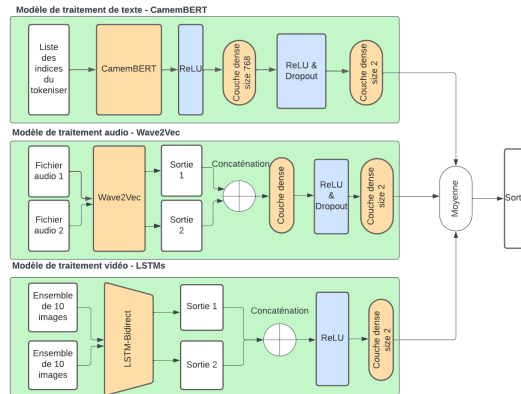 Modèle de traitement de texte - CamemBERT
Liste
des
indices
du
tokeniser
CamemBERT
ReLU
Couche dense
size 768
ReLU &
Dropout
Couche dense
size 2
Modèle de traitement audio - Wave2Vec
Fichier
audio 1
Fichier
audio 2
Wave2Vec
Sortie
1
Sortie
2
Concaténation
Couche dense
ReLU
&
Dropout
Couche dense
size 2
Moyenne
Sort
Modèle de traitement vidéo - LSTMs
Ensemble
de 10
images
Ensemble
de 10
images
LSTM-Bidirect
Sortie 1
Sortie 2
Concaténation
ReLU
Couche dense
size 2